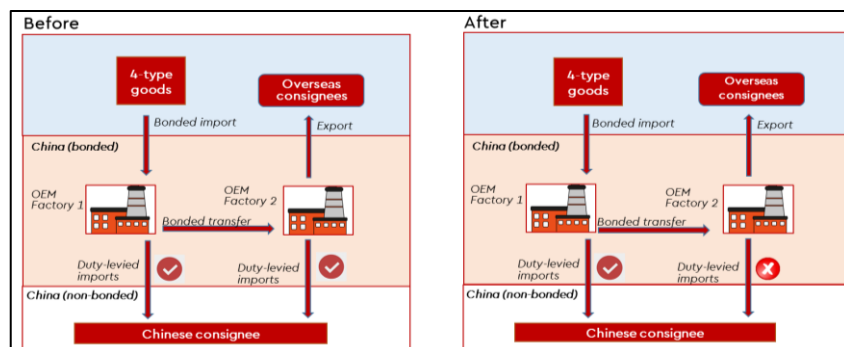 Before
4-type
goods
Overseas
consignees
Bonded import
Export
China (bonded)
OEM
Factory 1
OEM
Factory 2
Bonded transfer
Duty-levied
imports
Duty-levied
imports
China (non-bonded)
Chinese consignee
After
4-type
goods
Overseas
consignees
Bonded import
Export
China (bonded)
OEM
Factory 1
OEM
Factory 2
Bonded transfer
Duty-levied
imports
Duty-levied
imports
China (non-bonded)
Chinese consignee